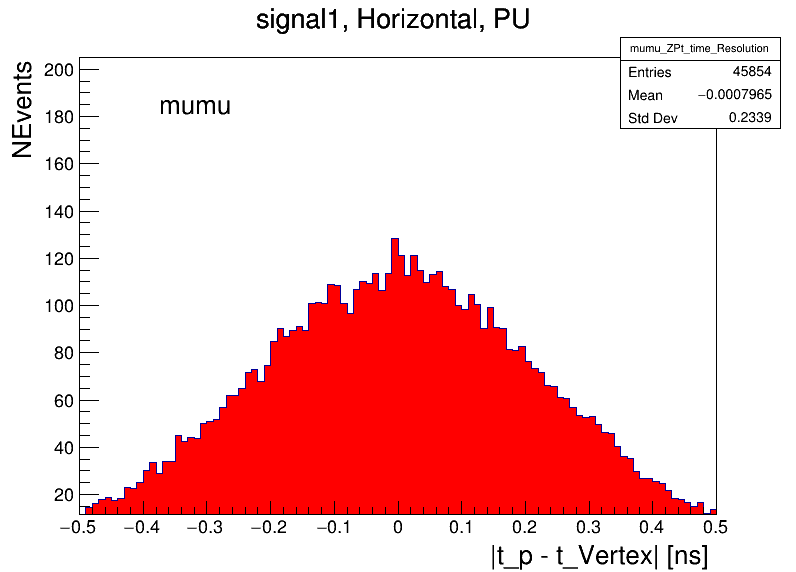 signal1, Horizontal, PU
mumu_ZPt_time_Resolution
Entries 45854
Mean −0.0007965
Std Dev 0.2339
NEvents
mumu
200
180
160
140
120
100
80
60
40
20
−0.5 −0.4 −0.3 −0.2 −0.1 0 0.1 0.2 0.3 0.4 0.5
|t_p - t_Vertex| [ns]